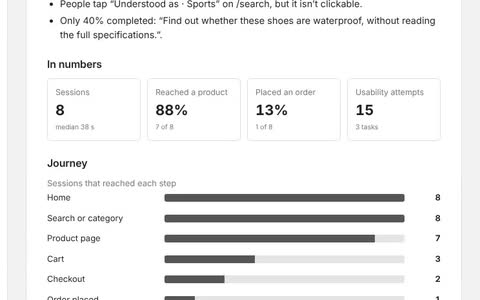 • People tap “Understood as · Sports” on /search, but it isn’t clickable.
• Only 40% completed: “Find out whether these shoes are waterproof, without reading
the full specifications.”.
In numbers
Sessions
8
median 38 s
Reached a product
88%
7 of 8
Placed an order
13%
1 of 8
Usability attempts
15
3 tasks
Journey
Sessions that reached each step
Home 8
Search or category 8
Product page 7
Cart 3
Checkout 2
Order placed 1